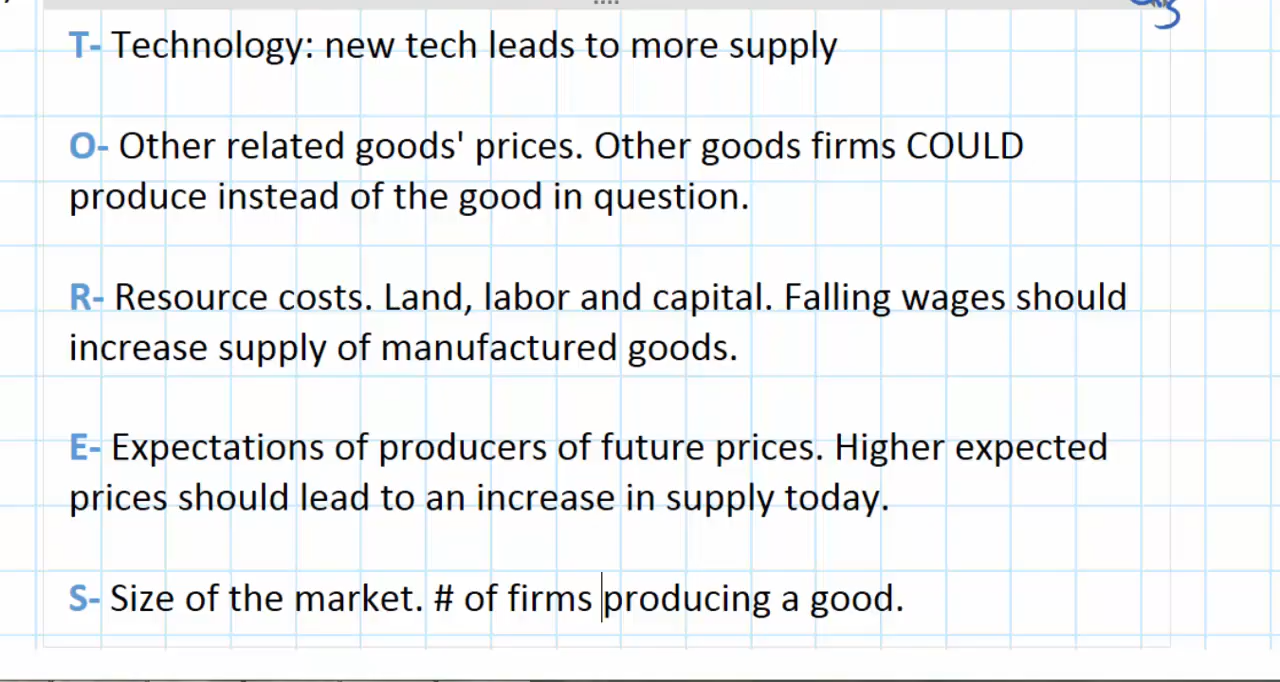 T- Technology: new tech leads to more supply
O- Other related goods' prices. Other goods firms COULD
produce instead of the good in question.
R- Resource costs. Land, labor and capital. Falling wages should
increase supply of manufactured goods.
E- Expectations of producers of future prices. Higher expected
prices should lead to an increase in supply today.
S- Size of the market. # of firms producing a good.